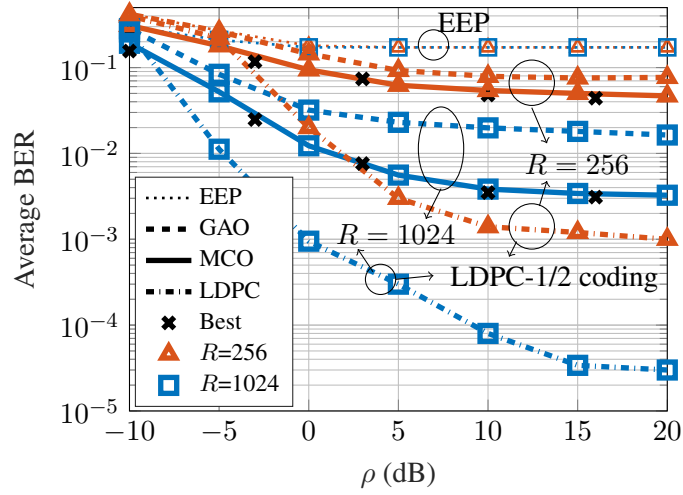 EEP
10^{-1}
10^{-2}
10^{-3}
10^{-4}
10^{-5}
Average BER
R = 256
R = 1024
LDPC-1/2 coding
EEP
GAO
MCO
LDPC
Best
R=256
R=1024
−10 −5 0 5 10 15 20
ρ (dB)